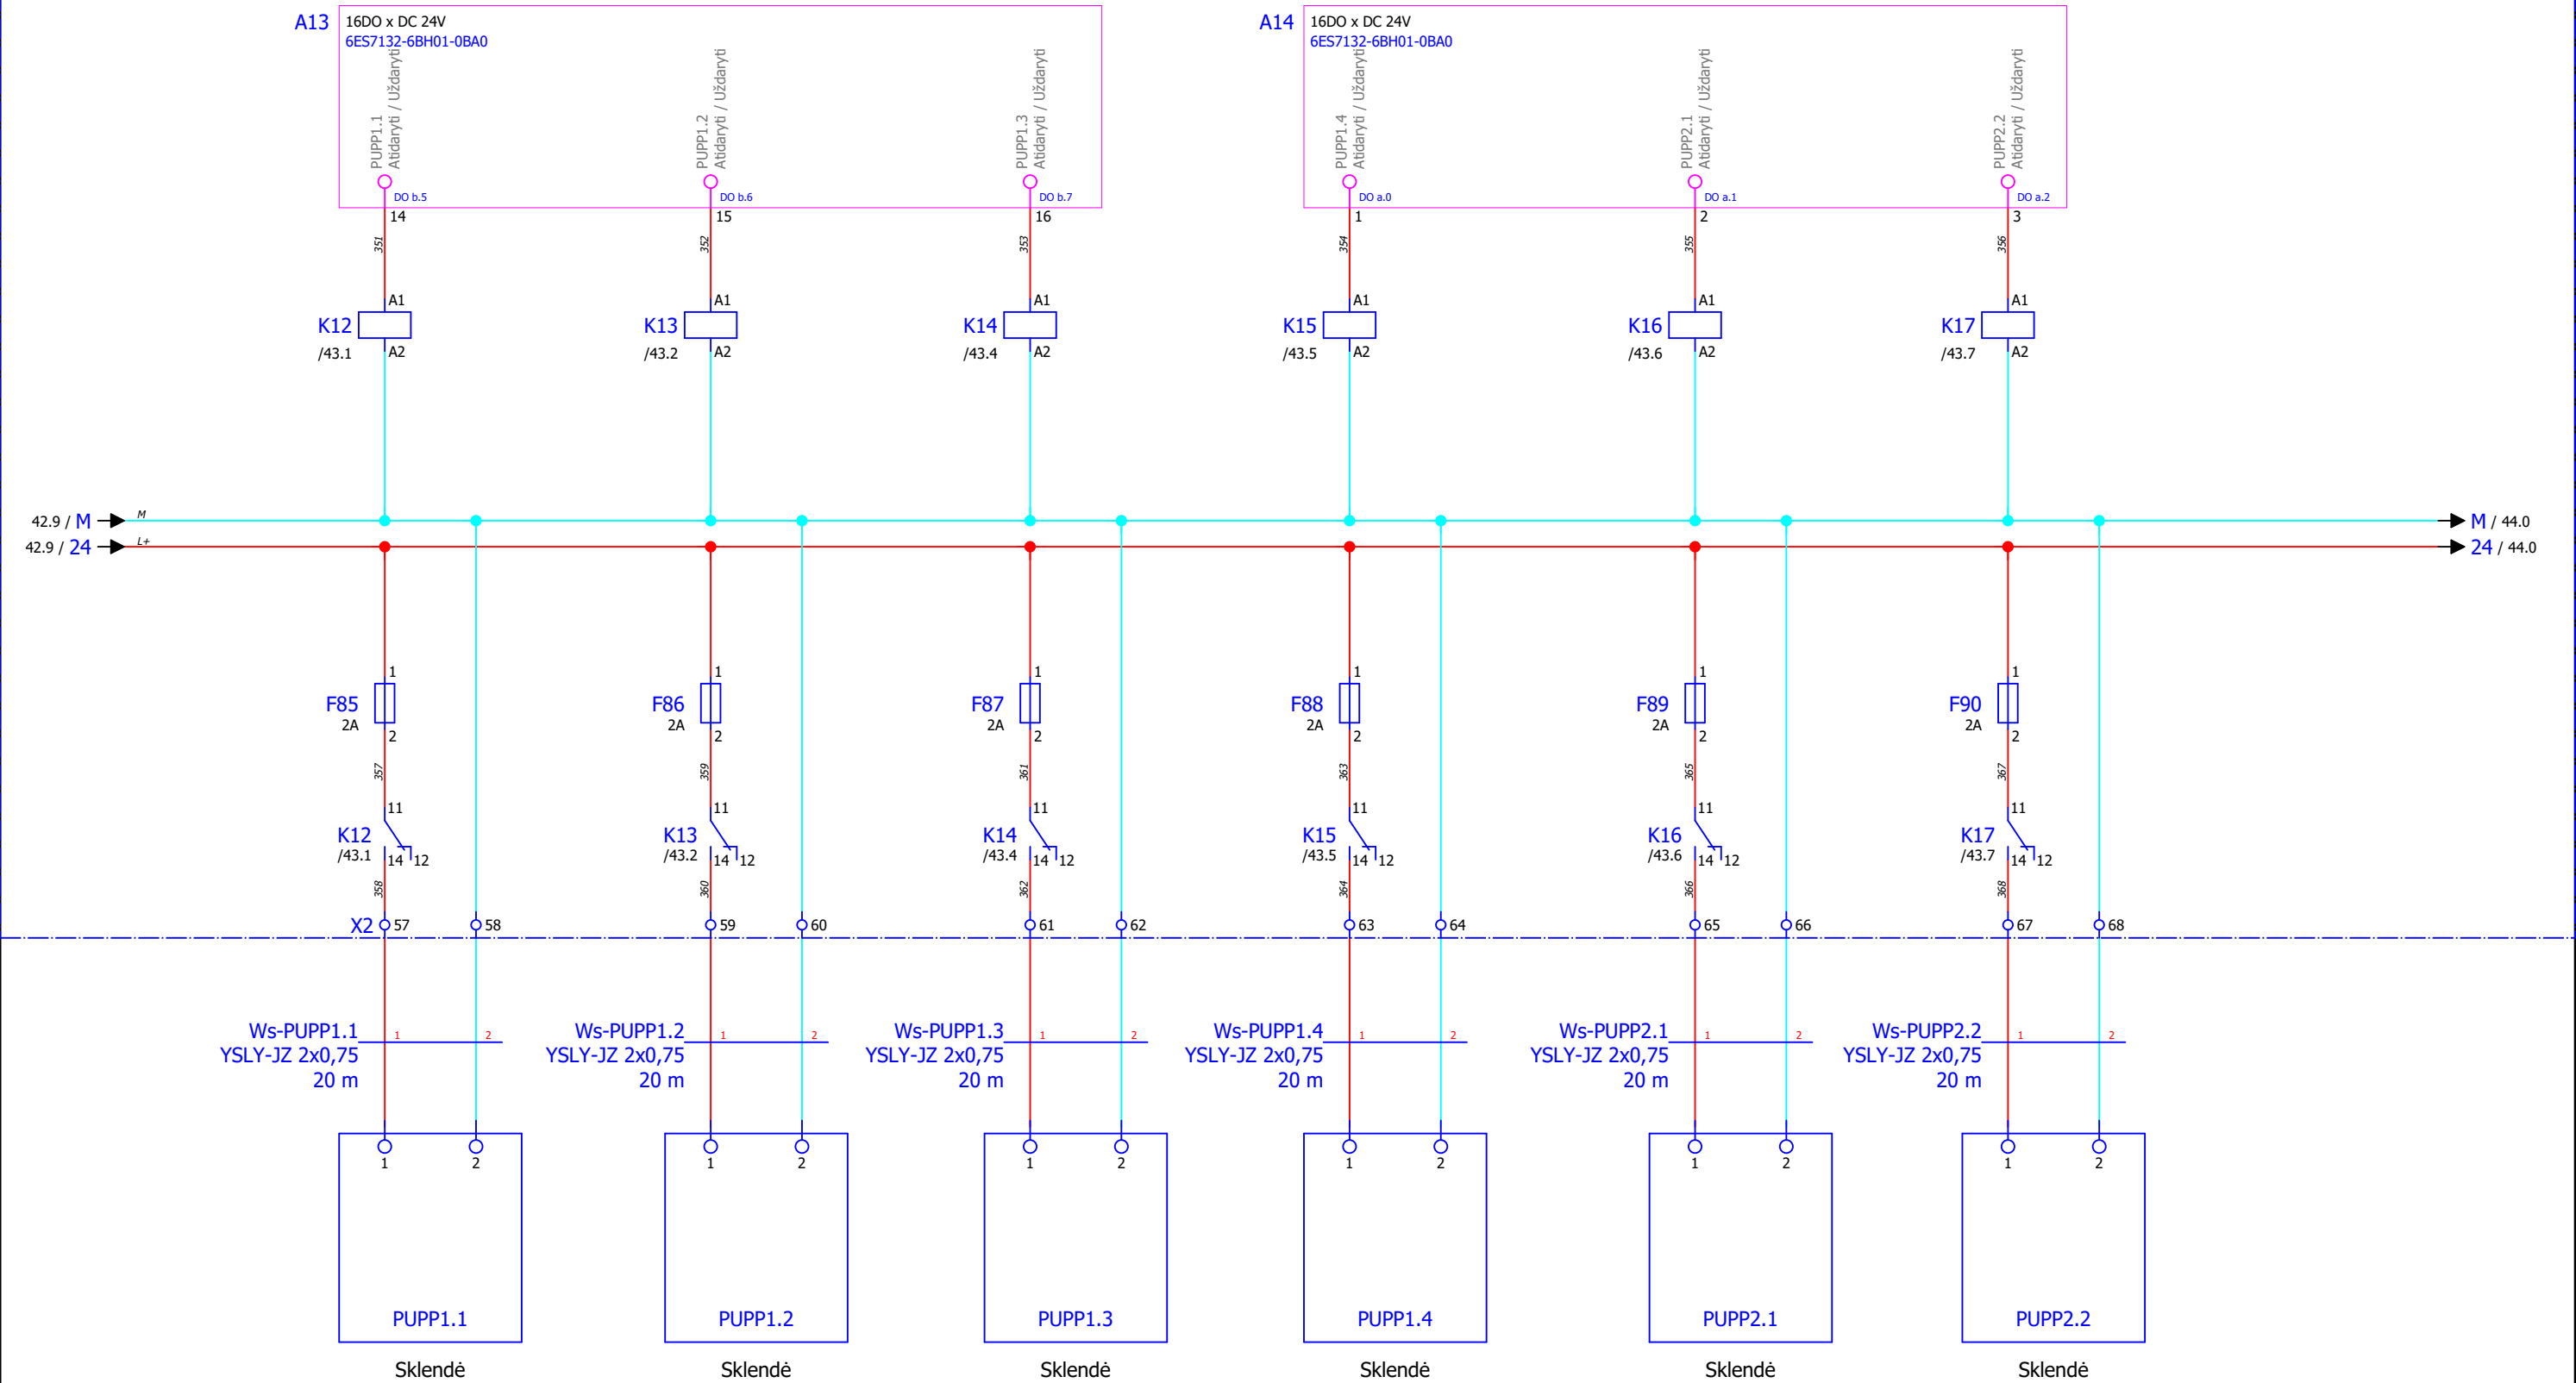 A13
16DO x DC 24V
6ES7132-6BH01-0BA0
A14
16DO x DC 24V
6ES7132-6BH01-0BA0
PUPP1.1
Atidaryti / Uždaryti
PUPP1.2
Atidaryti / Uždaryti
PUPP1.3
Atidaryti / Uždaryti
PUPP1.4
Atidaryti / Uždaryti
PUPP2.1
Atidaryti / Uždaryti
PUPP2.2
Atidaryti / Uždaryti
DO b.5
DO b.6
DO b.7
DO a.0
DO a.1
DO a.2
14
15
16
1
2
3
351
352
353
354
355
356
A1
A1
A1
A1
A1
A1
K12
K13
K14
K15
K16
K17
/43.1
A2
/43.2
A2
/43.4
A2
/43.5
A2
/43.6
A2
/43.7
A2
42.9 / M
M
M / 44.0
42.9 / 24
L+
24 / 44.0
1
1
1
1
1
1
F85
F86
F87
F88
F89
F90
2A
2A
2A
2A
2A
2A
2
2
2
2
2
2
357
359
361
363
365
367
11
11
11
11
11
11
K12
K13
K14
K15
K16
K17
/43.1
14
12
/43.2
14
12
/43.4
14
12
/43.5
14
12
/43.6
14
12
/43.7
14
12
358
360
362
364
366
368
X2
57
58
59
60
61
62
63
64
65
66
67
68
Ws-PUPP1.1
YSLY-JZ 2x0,75
20 m
1
2
Ws-PUPP1.2
YSLY-JZ 2x0,75
20 m
1
2
Ws-PUPP1.3
YSLY-JZ 2x0,75
20 m
1
2
Ws-PUPP1.4
YSLY-JZ 2x0,75
20 m
1
2
Ws-PUPP2.1
YSLY-JZ 2x0,75
20 m
1
2
Ws-PUPP2.2
YSLY-JZ 2x0,75
20 m
1
2
1
2
1
2
1
2
1
2
1
2
1
2
PUPP1.1
PUPP1.2
PUPP1.3
PUPP1.4
PUPP2.1
PUPP2.2
Sklendė
Sklendė
Sklendė
Sklendė
Sklendė
Sklendė